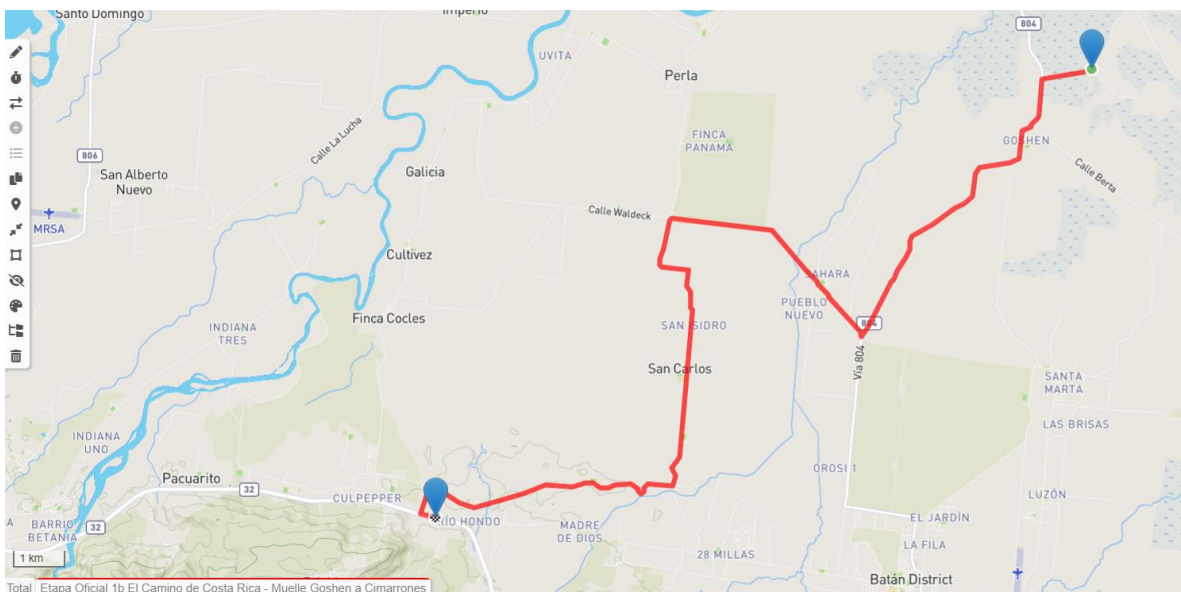 Santo Domingo
Imperio
804
UVITA
Perla
Calle La Lucha
FINCA
PANAMÁ
GOSHEN
806
San Alberto
Nuevo
Galicia
Calle Berta
MRSA
Calle Waldeck
Cultivez
SAHARA
PUEBLO
NUEVO
Finca Cocles
INDIANA
TRES
SAN ISIDRO
804
San Carlos
Vía 804
SANTA
MARTA
LAS BRISAS
INDIANA
UNO
OROSI 1
Pacuarito
32
CULPEPPER
LUZÓN
BARRIO
BETANIA
32
RÍO HONDO
MADRE
DE DIOS
EL JARDÍN
LA FILA
1 km
28 MILLAS
Batán District
Total
Etapa Oficial 1b El Camino de Costa Rica - Muelle Goshen a Cimarrones